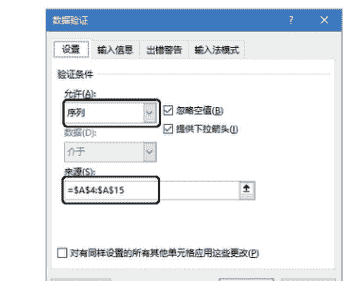 数据验证 ? ×
设置 输入信息 出错警告 输入法模式
验证条件
允许(A):
序列 忽略空值(B)
数据(D): 提供下拉箭头(I)
介于
来源(S):
=$A$4:$A$15
对有同样设置的所有其他单元格应用这些更改(P)